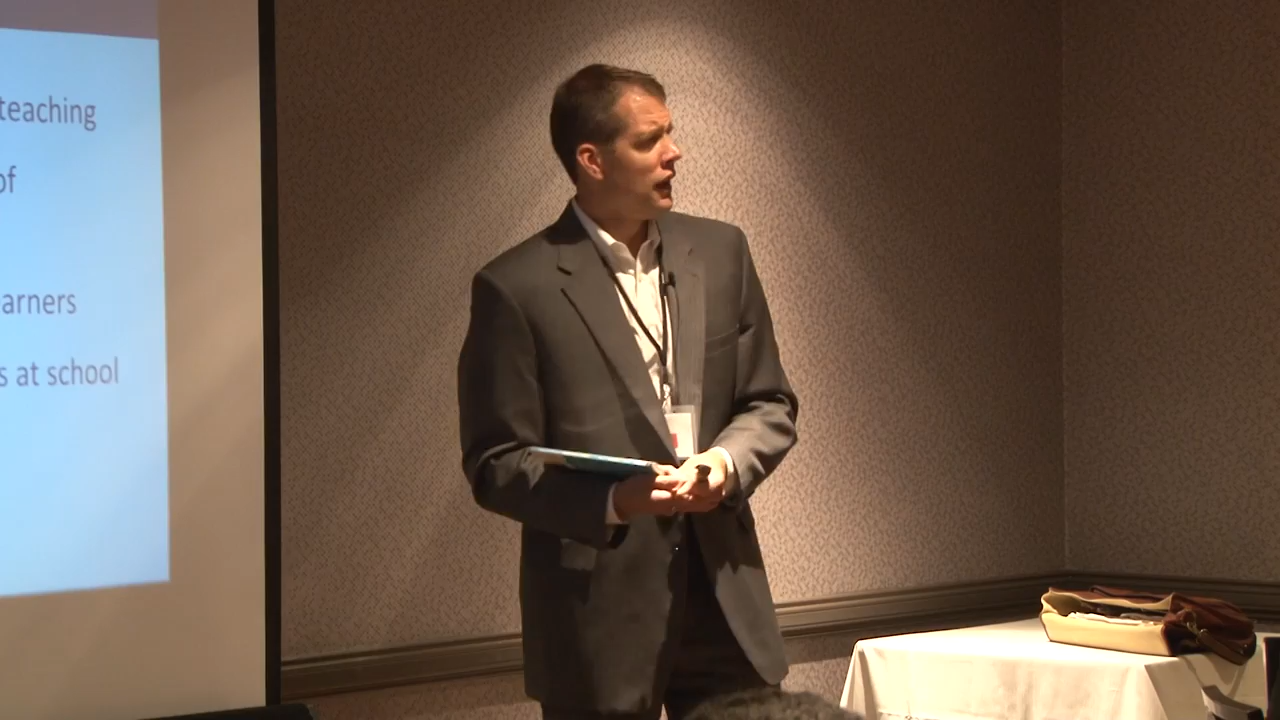 teaching
of
arners
s at school